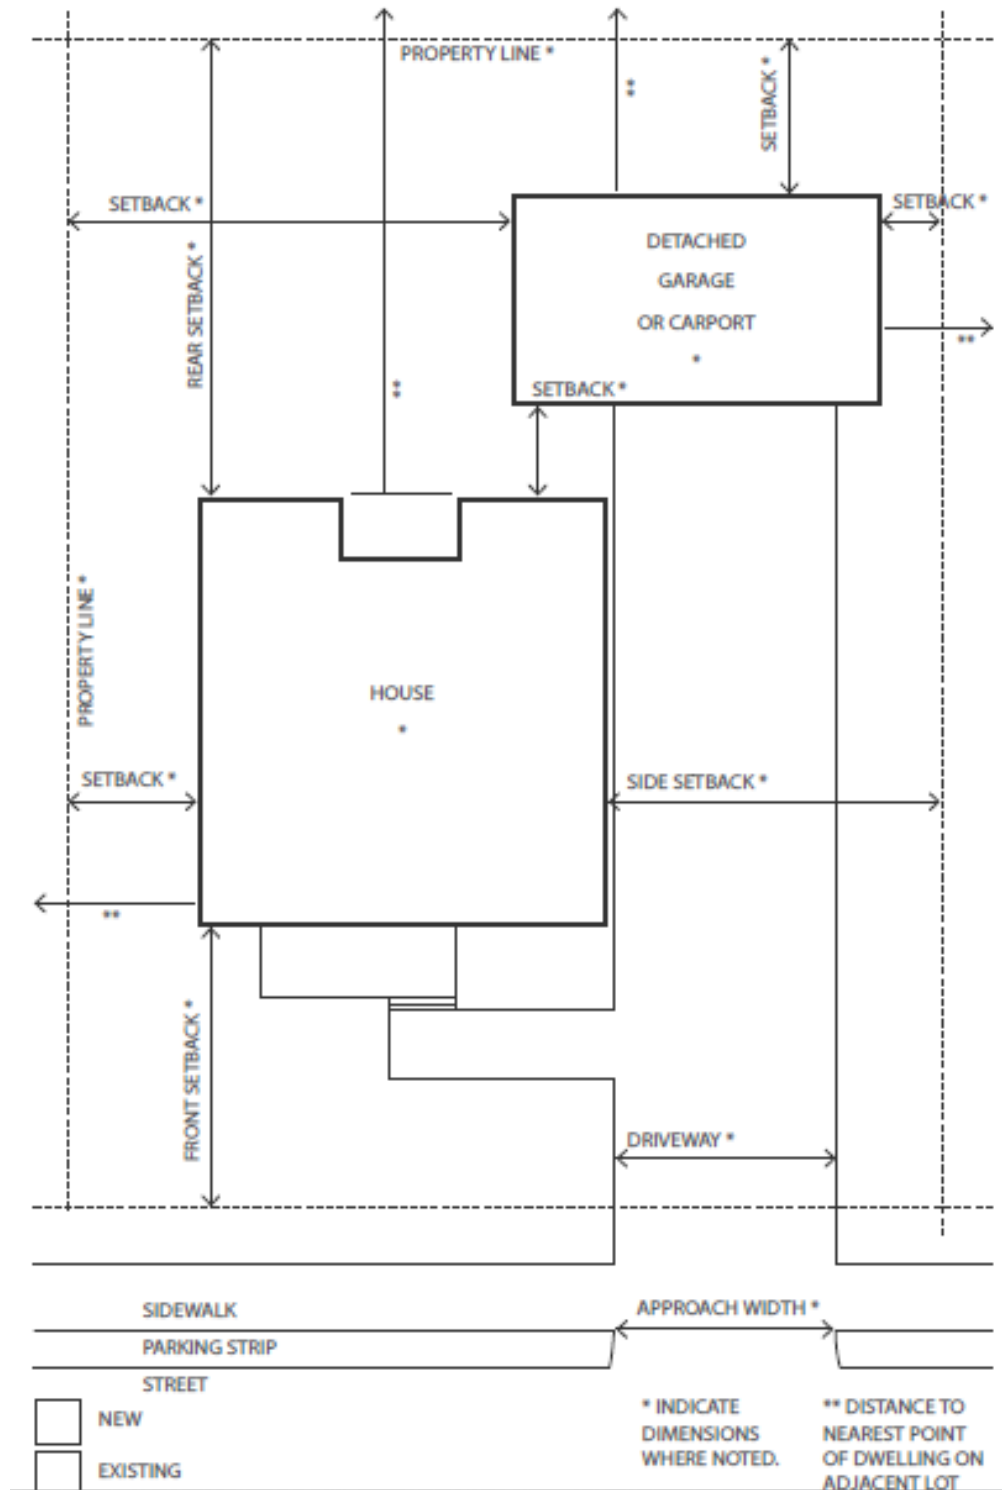 PROPERTY LINE *
**
SETBACK *
SETBACK *
SETBACK *
REAR SETBACK *
DETACHED
GARAGE
OR CARPORT
*
**
**
SETBACK *
PROPERTY LINE *
HOUSE
*
SETBACK *
SIDE SETBACK *
**
FRONT SETBACK *
DRIVEWAY *
SIDEWALK
APPROACH WIDTH *
PARKING STRIP
STREET
NEW
EXISTING
* INDICATE
DIMENSIONS
WHERE NOTED.
** DISTANCE TO
NEAREST POINT
OF DWELLING ON
ADJACENT LOT